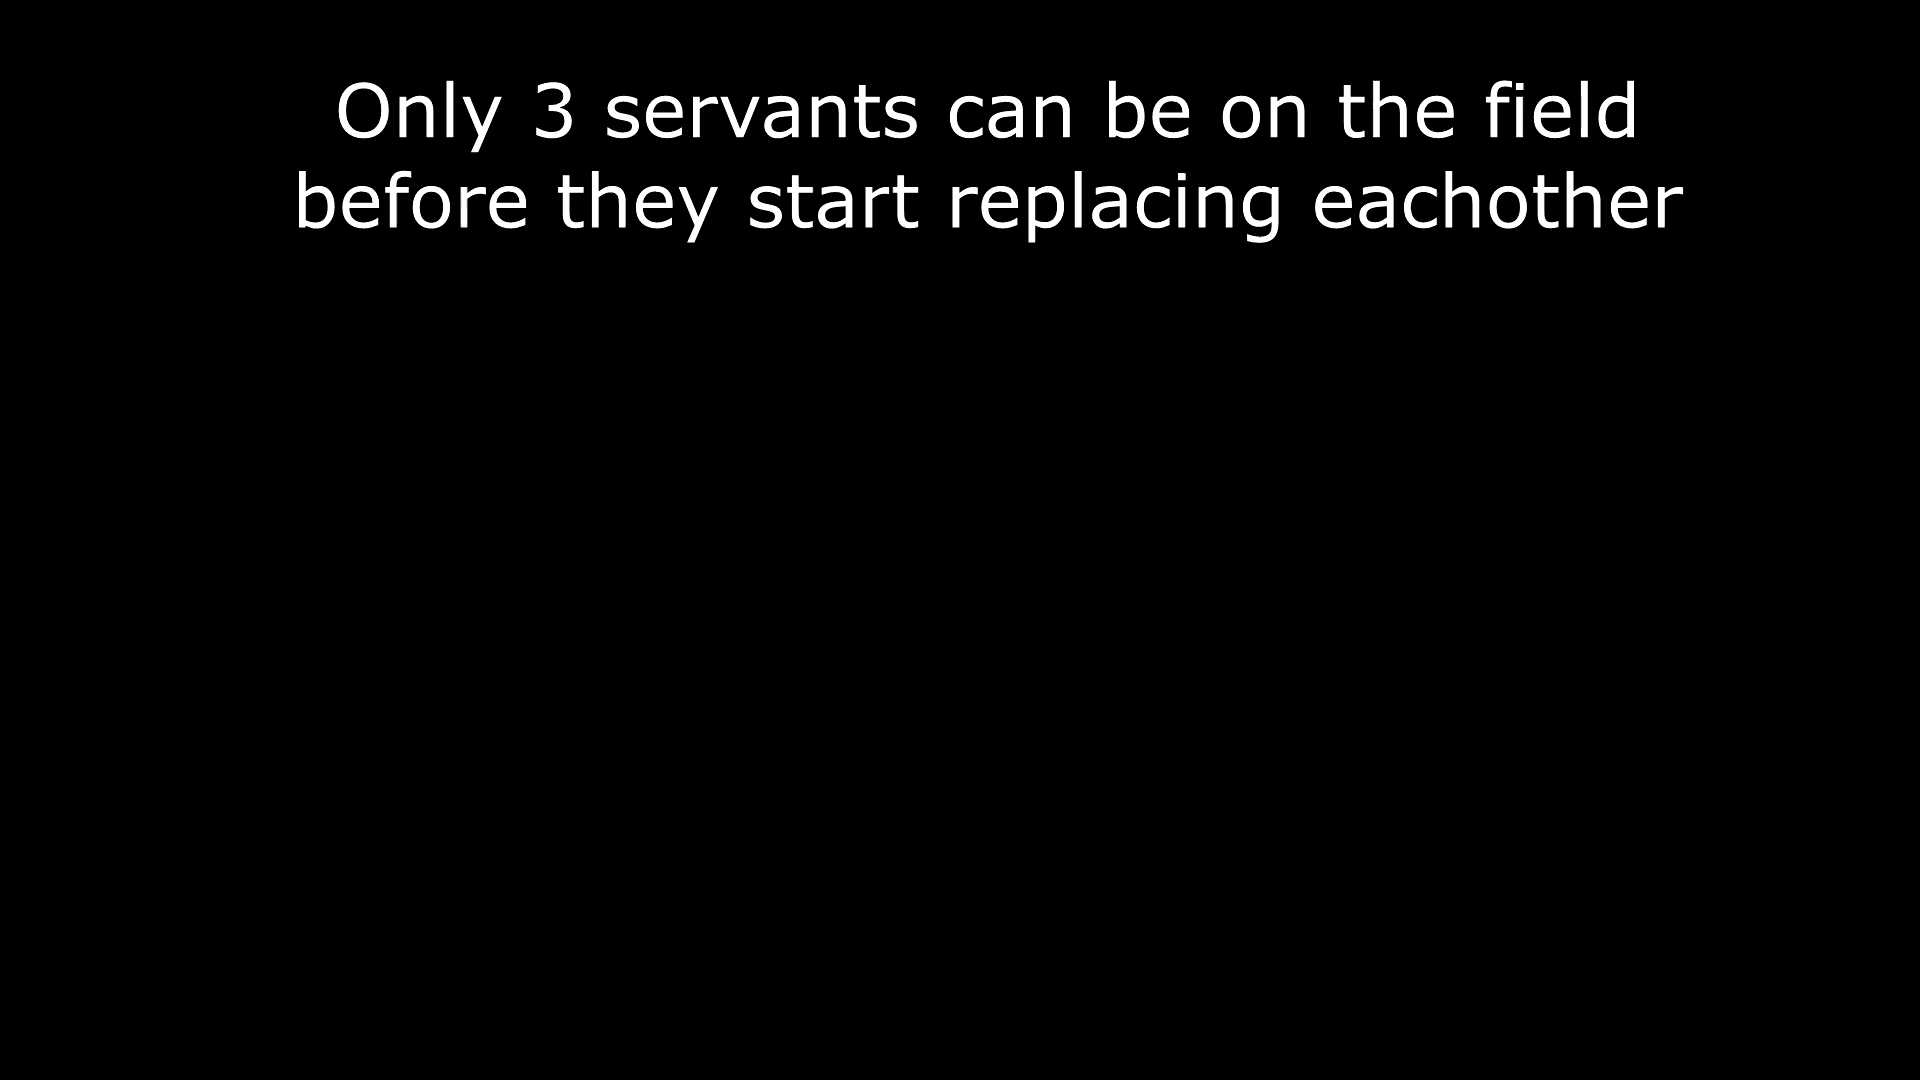 Only 3 servants can be on the field
before they start replacing eachother